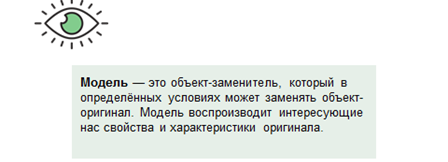 Модель — это объект-заменитель, который в
определённых условиях может заменять объект-
оригинал. Модель воспроизводит интересующие
нас свойства и характеристики оригинала.